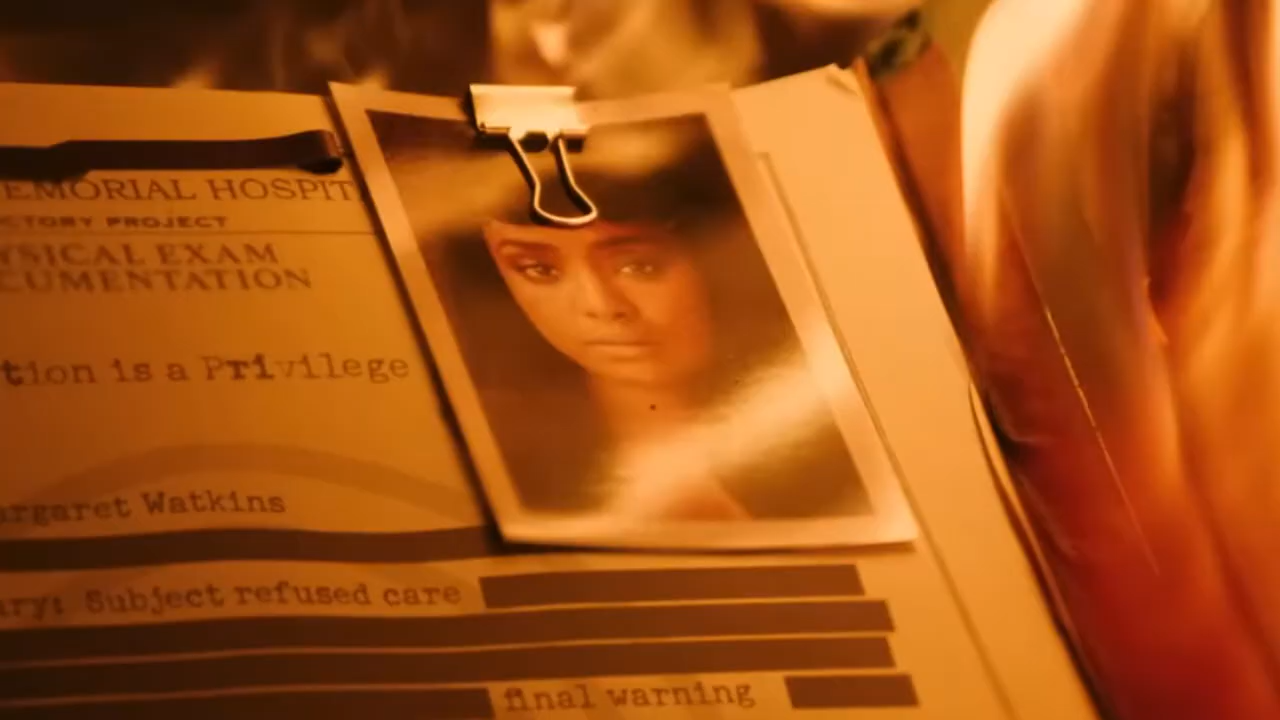 EMORIAL HOSPIT
CTORY PROJECT
YSICAL EXAM
CUMENTATION
tion is a Privilege
argaret Watkins
ary: Subject refused care
final warning